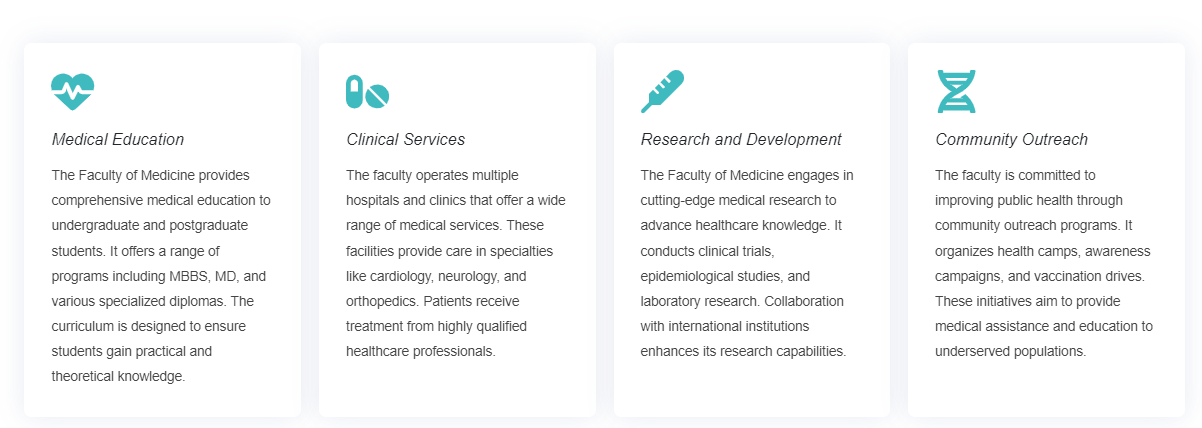 Medical Education
The Faculty of Medicine provides
comprehensive medical education to
undergraduate and postgraduate
students. It offers a range of
programs including MBBS, MD, and
various specialized diplomas. The
curriculum is designed to ensure
students gain practical and
theoretical knowledge.
Clinical Services
The faculty operates multiple
hospitals and clinics that offer a wide
range of medical services. These
facilities provide care in specialties
like cardiology, neurology, and
orthopedics. Patients receive
treatment from highly qualified
healthcare professionals.
Research and Development
The Faculty of Medicine engages in
cutting-edge medical research to
advance healthcare knowledge. It
conducts clinical trials,
epidemiological studies, and
laboratory research. Collaboration
with international institutions
enhances its research capabilities.
Community Outreach
The faculty is committed to
improving public health through
community outreach programs. It
organizes health camps, awareness
campaigns, and vaccination drives.
These initiatives aim to provide
medical assistance and education to
underserved populations.